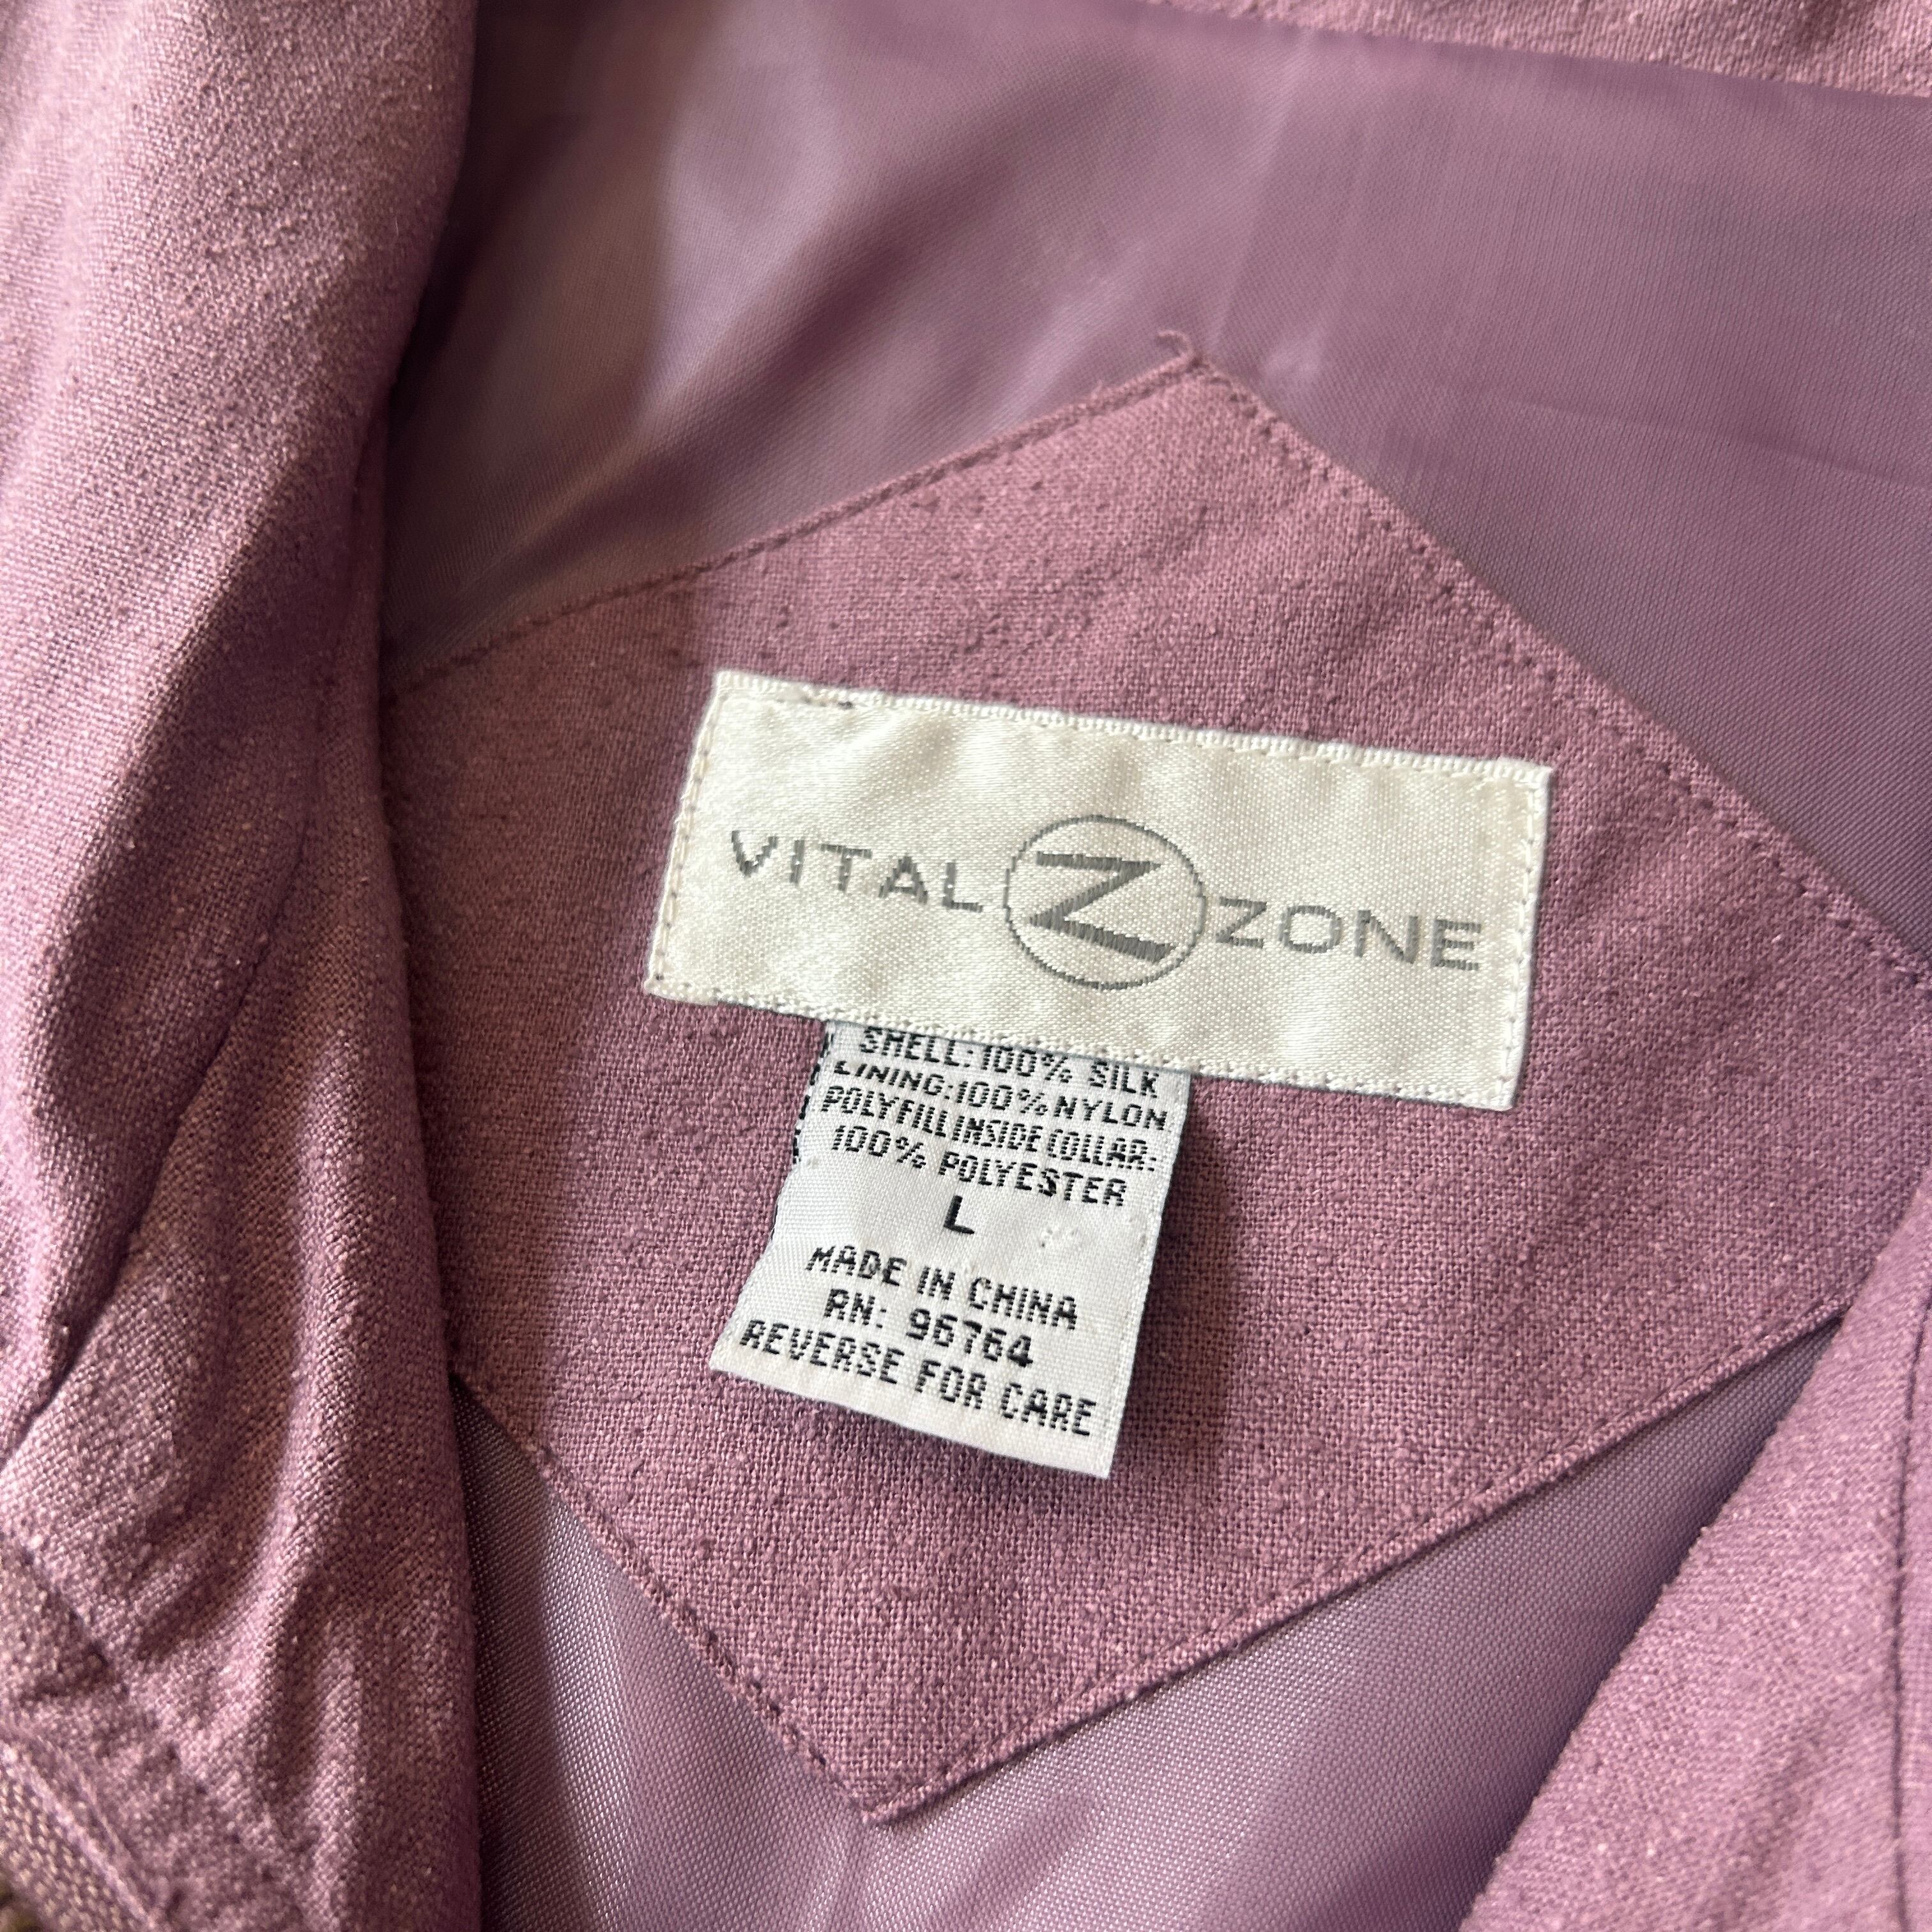 VITAL Z ZONE
SHELL:100% SILK
LINING:100% NYLON
POLYFILL INSIDE COLLAR:
100% POLYESTER
L
MADE IN CHINA
RN: 96764
REVERSE FOR CARE